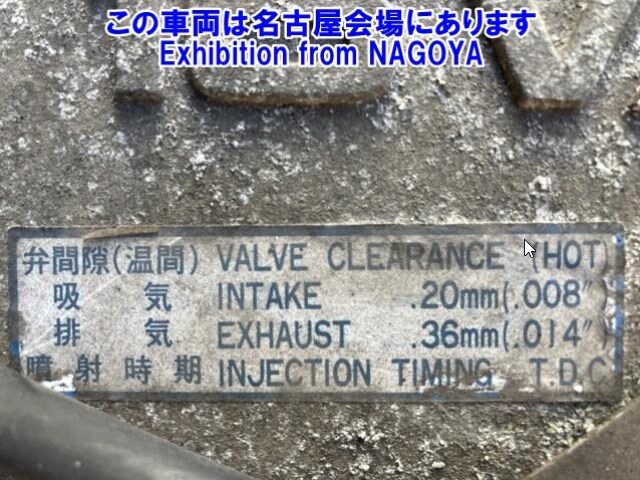 この車両は名古屋会場にあります
Exhibition from NAGOYA
弁間隙(温間) VALVE CLEARANCE (HOT)
吸気 INTAKE .20mm(.008")
排気 EXHAUST .36mm(.014")
噴射時期 INJECTION TIMING T.D.C